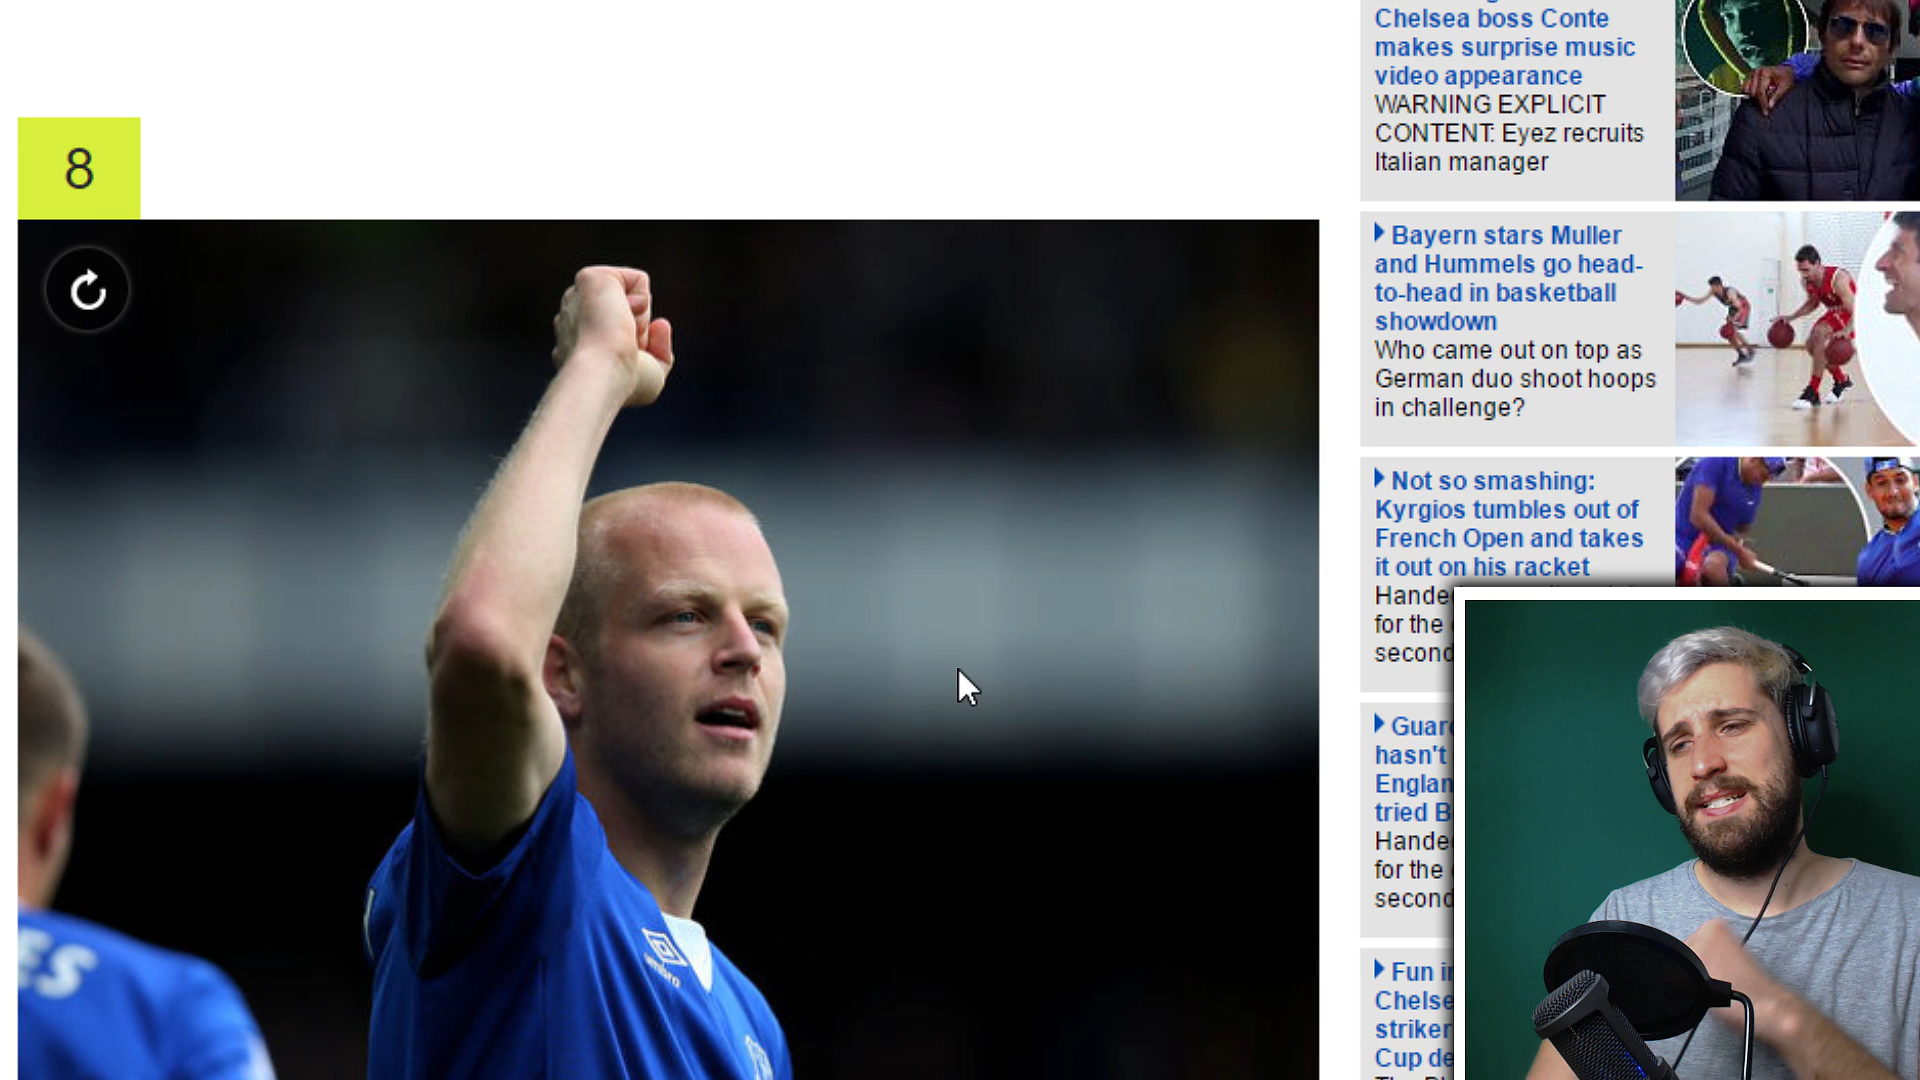 8
Chelsea boss Conte
makes surprise music
video appearance
WARNING EXPLICIT
CONTENT: Eyez recruits
Italian manager
Bayern stars Muller
and Hummels go head-
to-head in basketball
showdown
Who came out on top as
German duo shoot hoops
in challenge?
Not so smashing:
Kyrgios tumbles out of
French Open and takes
it out on his racket
Hande
for the
second
Guar
hasn't
Englan
tried B
Hande
for the
second
Fun i
Chelse
striker
Cup de
umbro
ES